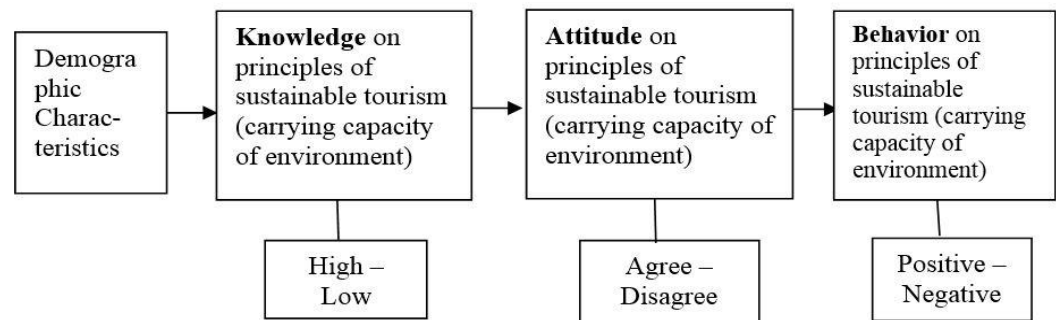 Demogra
phic
Charac-
teristics
Knowledge on
principles of
sustainable tourism
(carrying capacity
of environment)
Attitude on
principles of
sustainable tourism
(carrying capacity of
environment)
Behavior on
principles of
sustainable
tourism (carrying
capacity of
environment)
High –
Low
Agree –
Disagree
Positive –
Negative